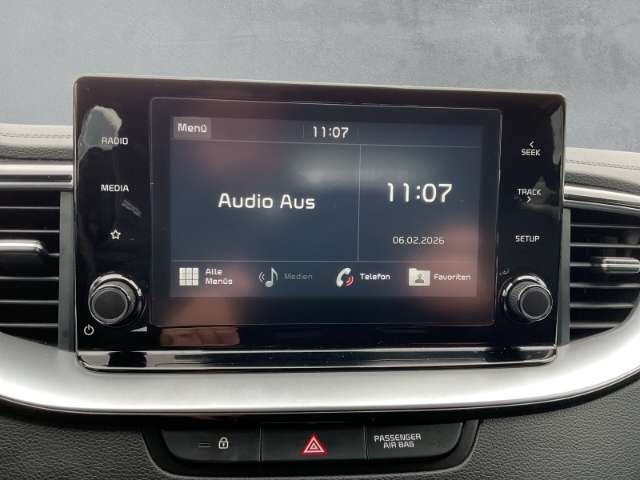 Menü
11:07
RADIO
MEDIA
Audio Aus
11:07
06.02.2026
SEEK
TRACK
SETUP
Alle
Menüs
Medien
Telefon
Favoriten
PASSENGER
AIR BAG